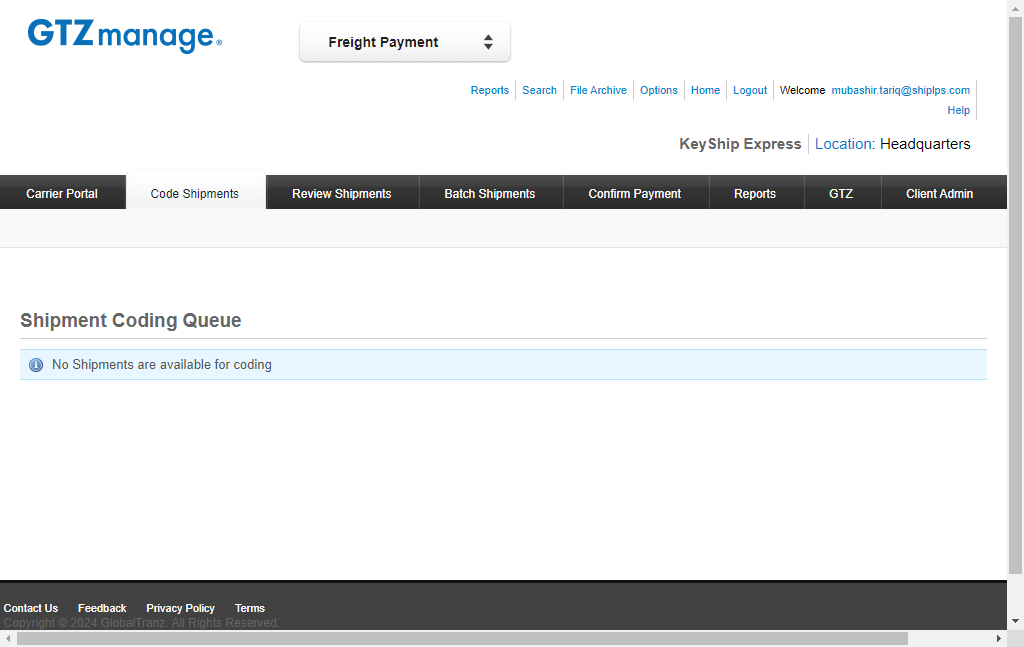 GTZmanage®
Freight Payment
Reports Search File Archive Options Home Logout Welcome mubashir.tariq@shiplps.com
Help
KeyShip Express Location: Headquarters
Carrier Portal Code Shipments Review Shipments Batch Shipments Confirm Payment Reports GTZ Client Admin
Shipment Coding Queue
No Shipments are available for coding
Contact Us Feedback Privacy Policy Terms
Copyright © 2024 GlobalTranz. All Rights Reserved.